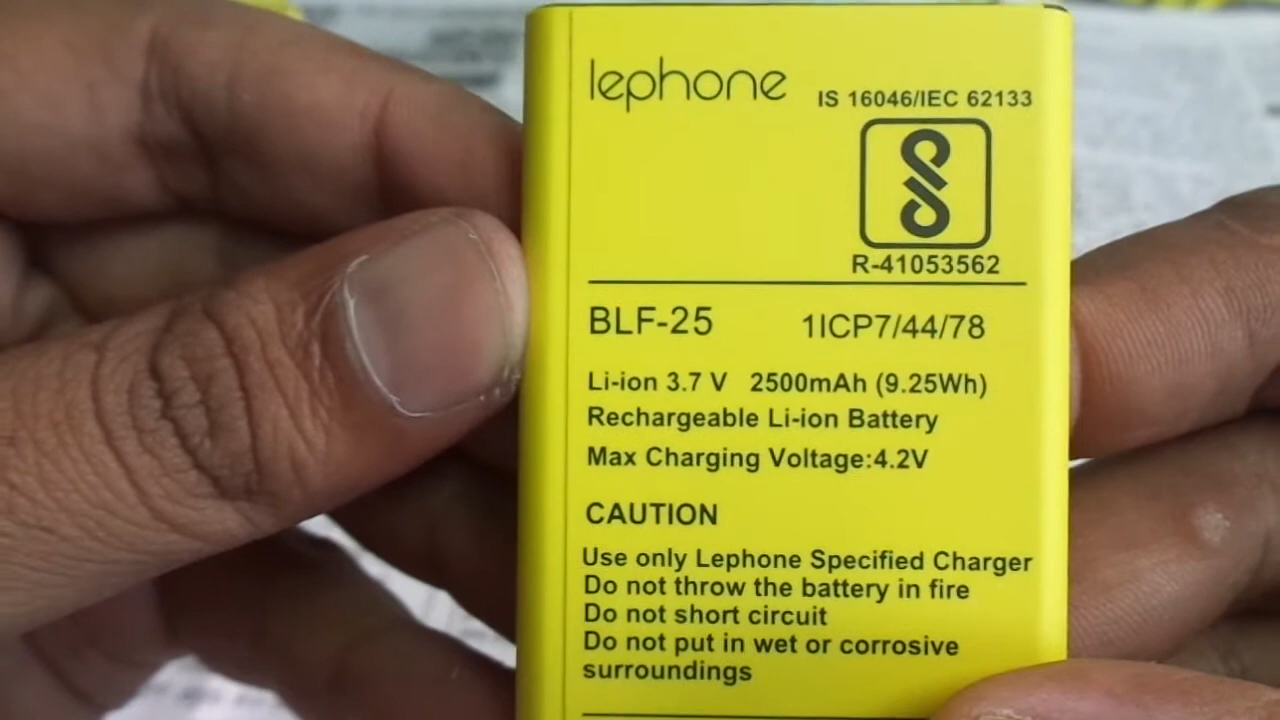 lephone
IS 16046/IEC 62133
R-41053562
BLF-25 1ICP7/44/78
Li-ion 3.7 V 2500mAh (9.25Wh)
Rechargeable Li-ion Battery
Max Charging Voltage:4.2V
CAUTION
Use only Lephone Specified Charger
Do not throw the battery in fire
Do not short circuit
Do not put in wet or corrosive
surroundings